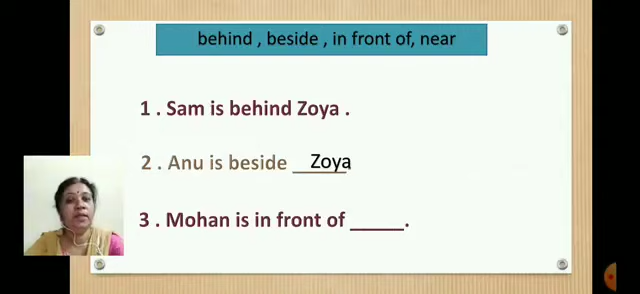 behind , beside , in front of, near
1 . Sam is behind Zoya .
2 . Anu is beside ______ Zoya
3 . Mohan is in front of _____.